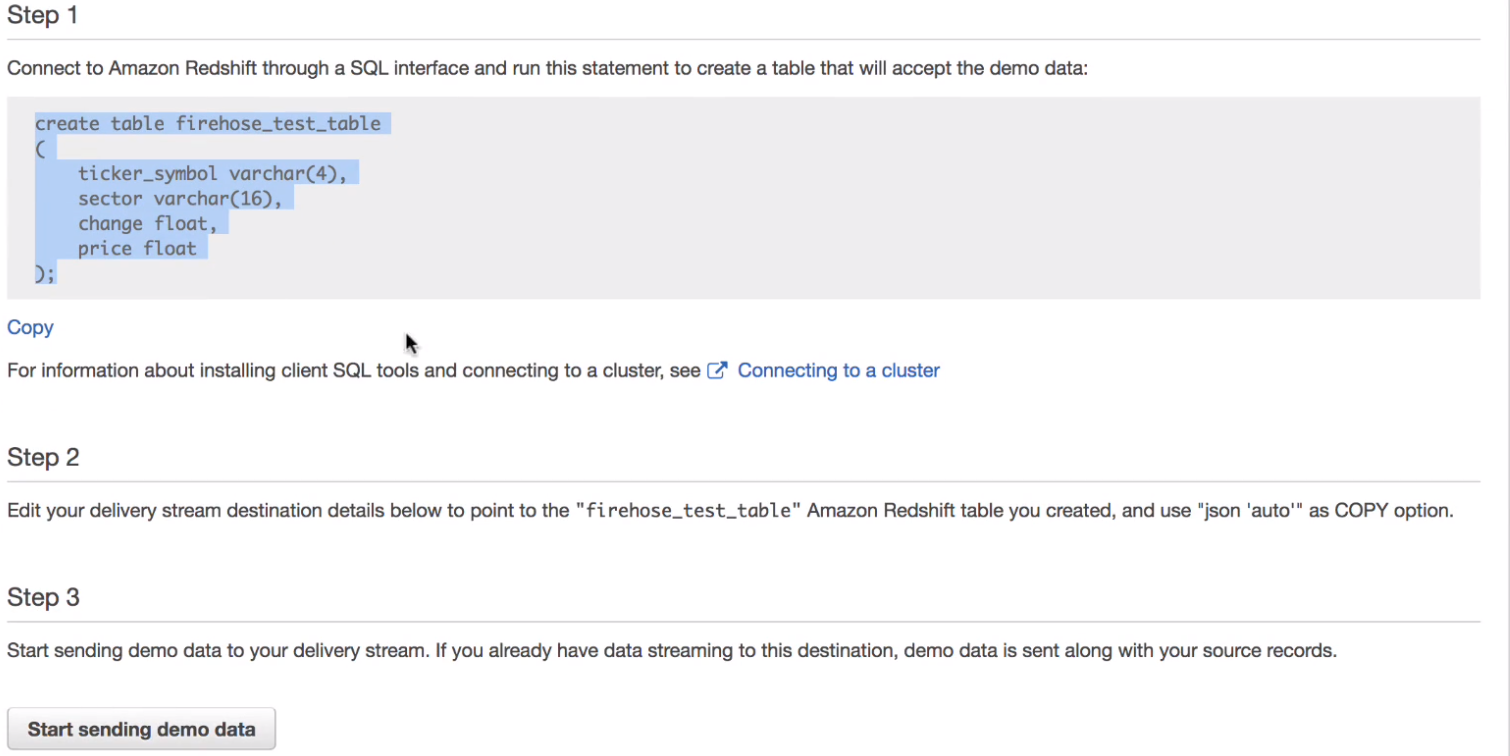 Step 1
Connect to Amazon Redshift through a SQL interface and run this statement to create a table that will accept the demo data:
create table firehose_test_table
(
    ticker_symbol varchar(4),
    sector varchar(16),
    change float,
    price float
);
Copy
For information about installing client SQL tools and connecting to a cluster, see Connecting to a cluster
Step 2
Edit your delivery stream destination details below to point to the "firehose_test_table" Amazon Redshift table you created, and use "json 'auto'" as COPY option.
Step 3
Start sending demo data to your delivery stream. If you already have data streaming to this destination, demo data is sent along with your source records.
Start sending demo data